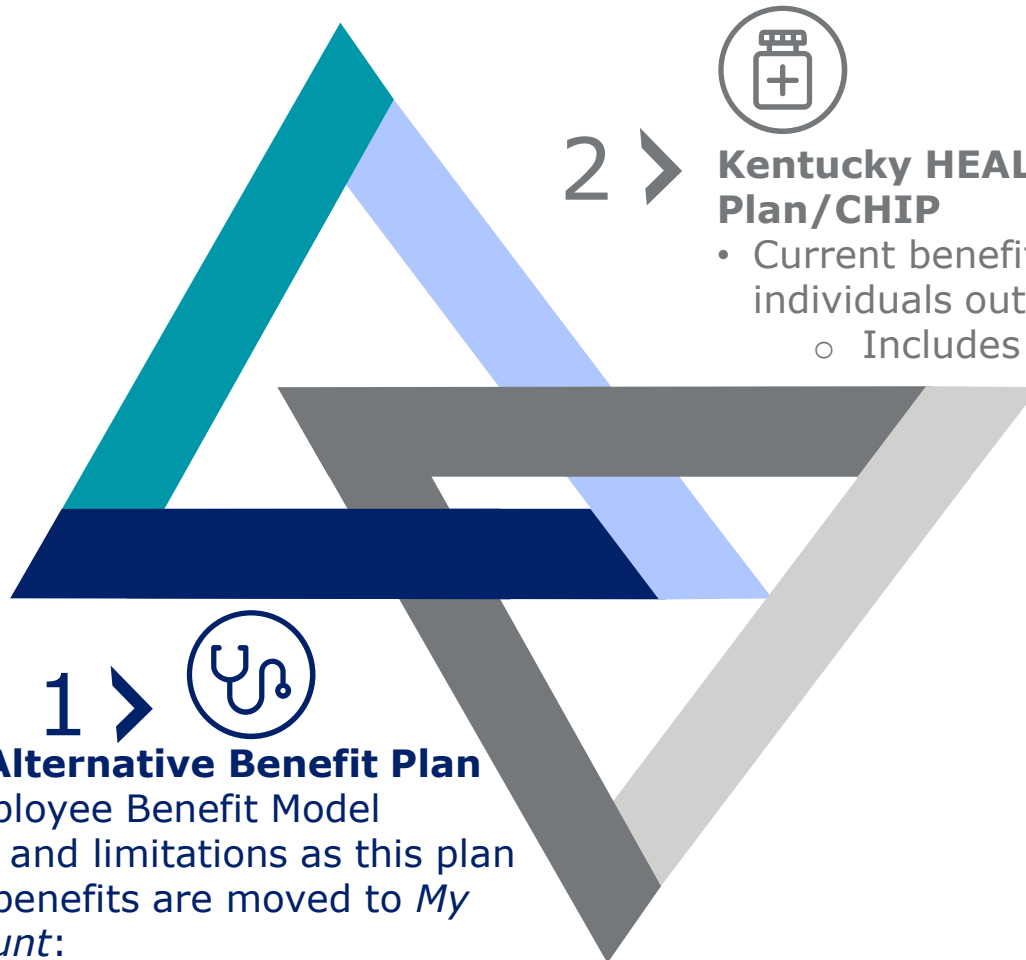 2
Kentucky HEAL
Plan/CHIP
• Current benefit
individuals out
o Includes
1
Alternative Benefit Plan
ployee Benefit Model
and limitations as this plan
benefits are moved to My
unt: